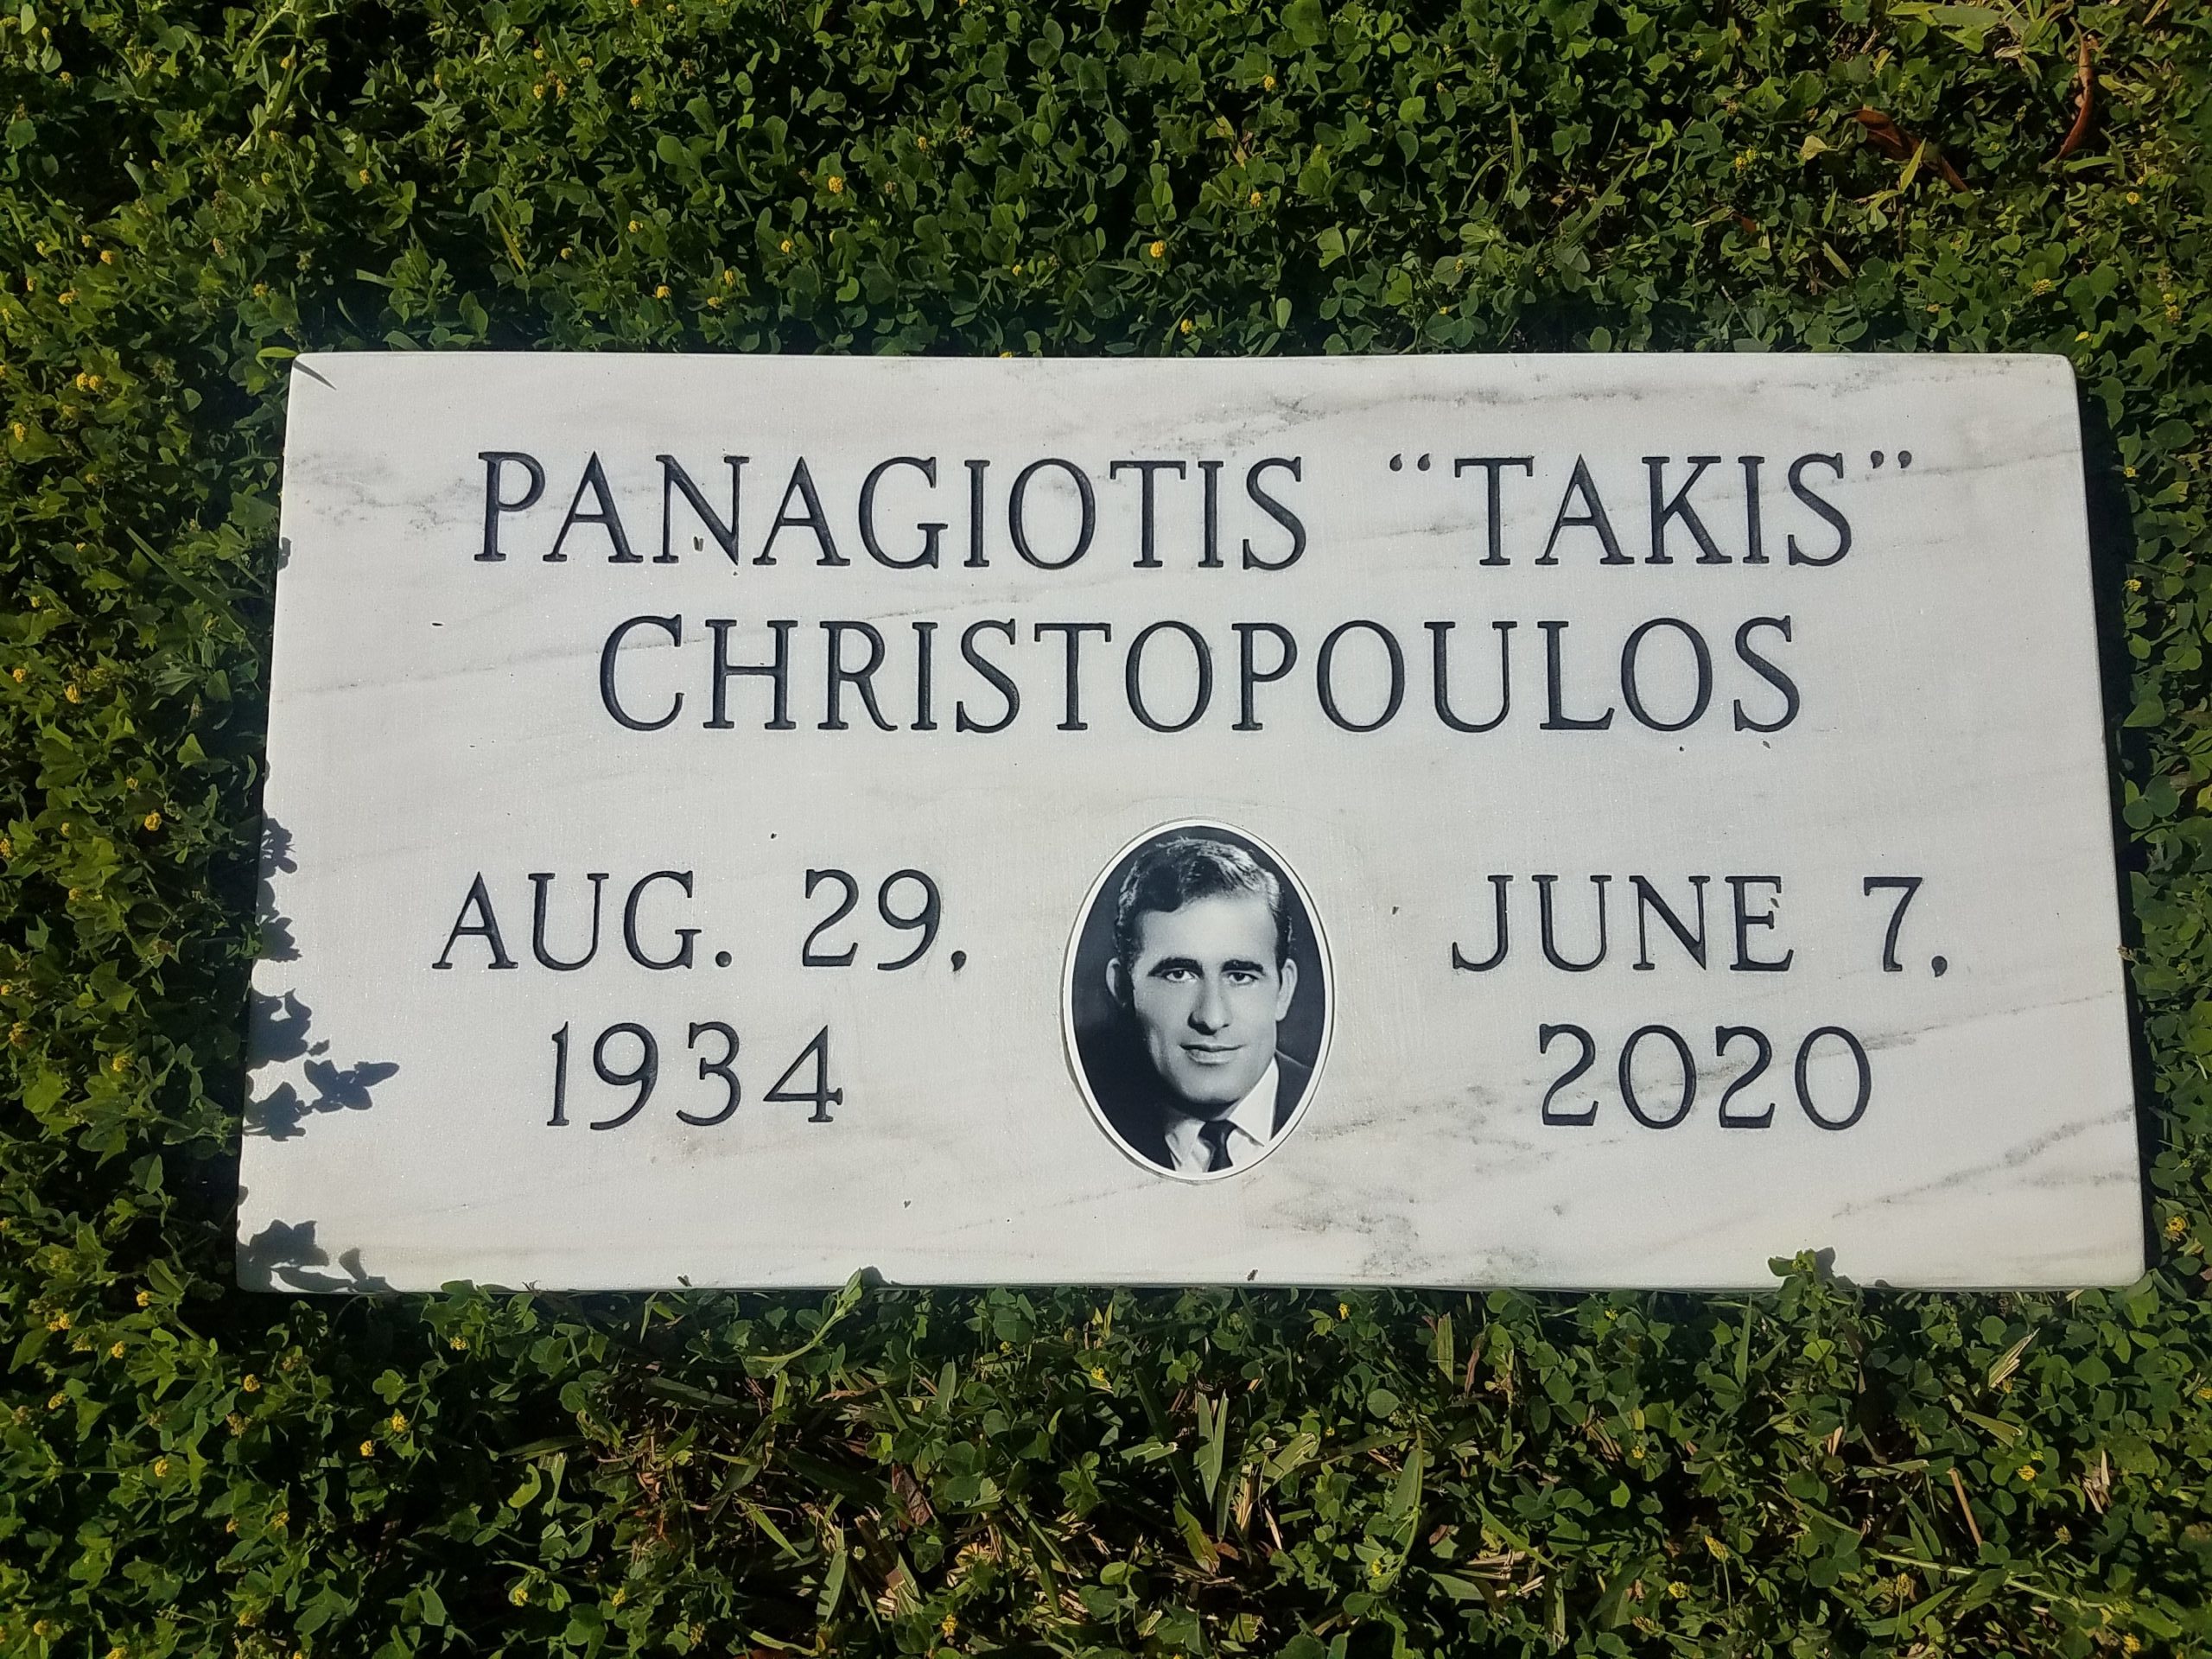 PANAGIOTIS “TAKIS”
CHRISTOPOULOS
AUG. 29,
1934
JUNE 7,
2020